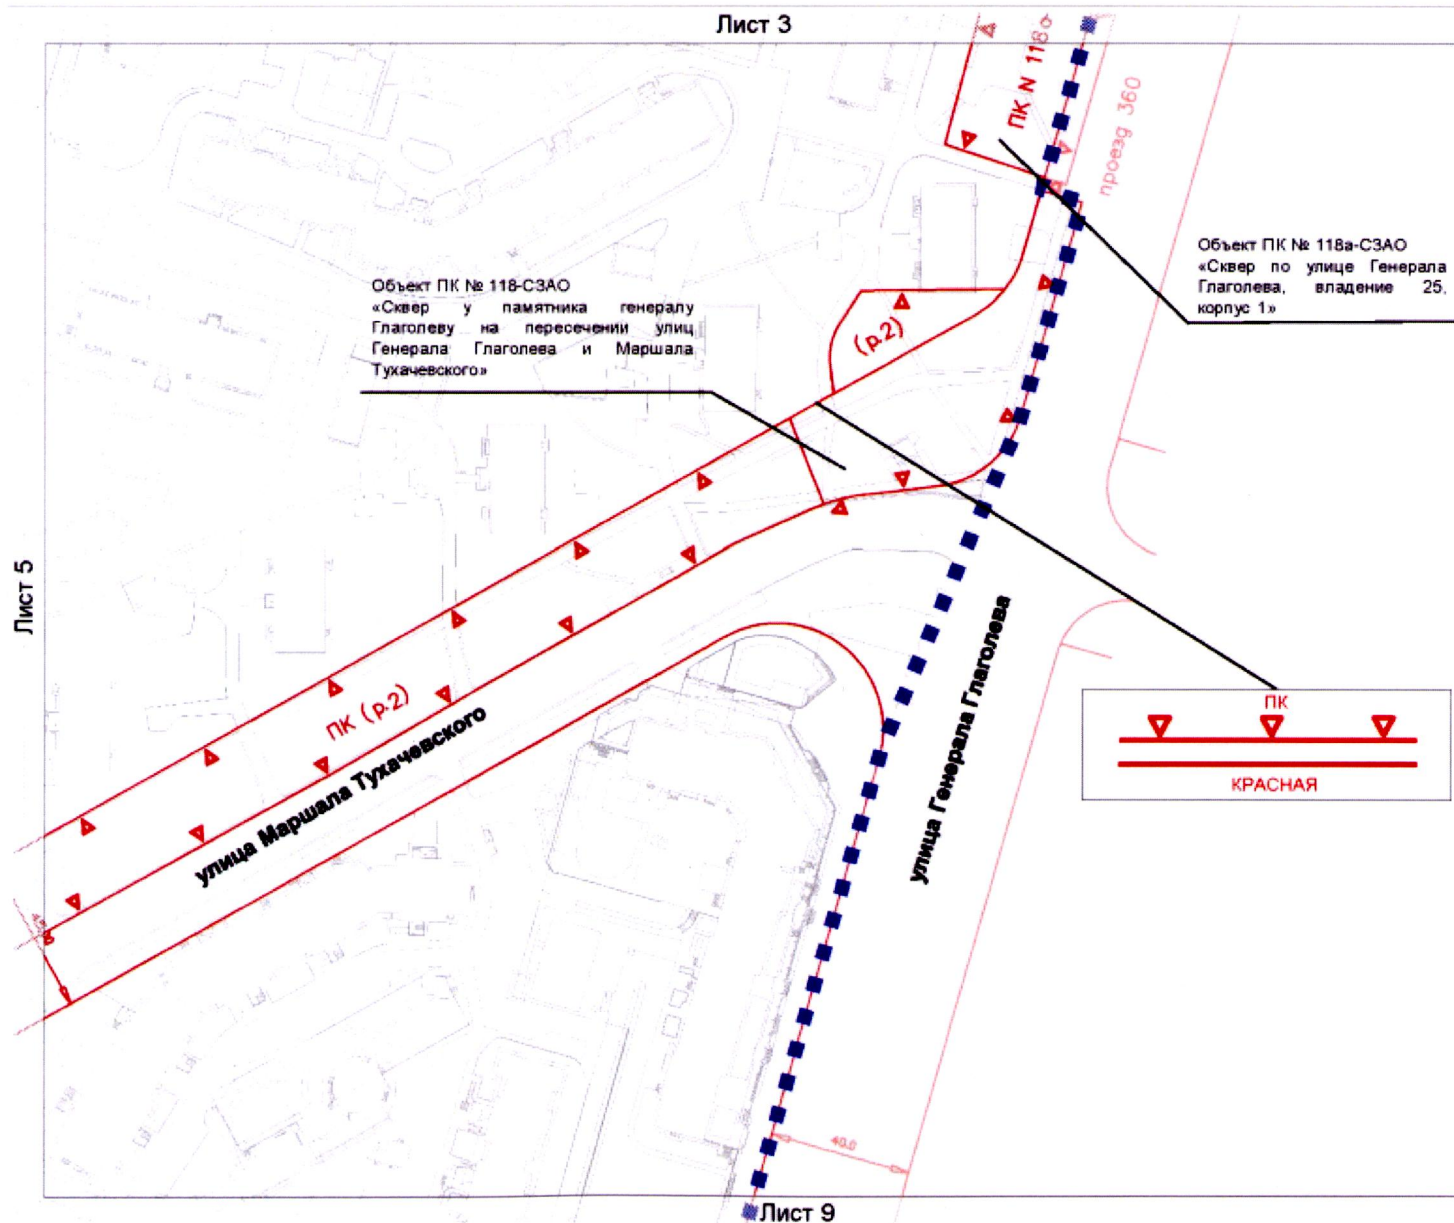 Лист 3
ПК N 118а
проезд 360
Объект ПК № 118а-СЗАО
«Сквер по улице Генерала
Глаголева, владение 25,
корпус 1»
Объект ПК № 118-СЗАО
«Сквер у памятника генералу
Глаголеву на пересечении улиц
Генерала Глаголева и Маршала
Тухачевского»
(р.2)
Лист 5
ПК (р-2)
улица Маршала Тухачевского
улица Генерала Глаголева
ПК
КРАСНАЯ
40.0
Лист 9